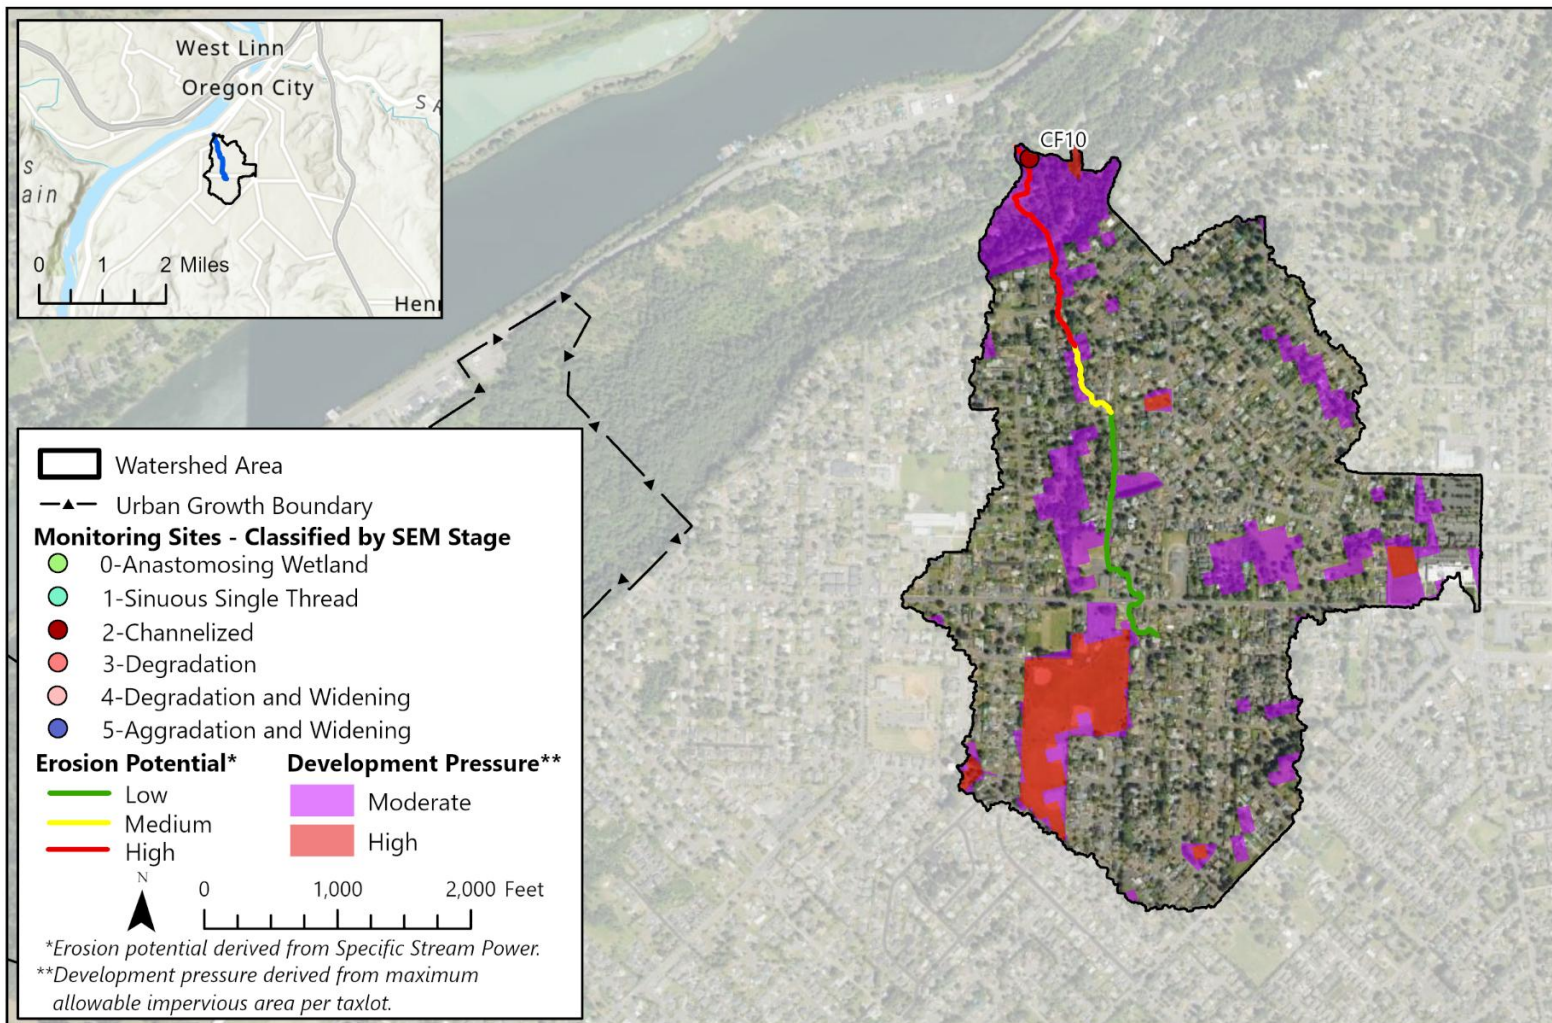 West Linn
Oregon City
S
s
ain
0 1 2 Miles
CF10
Watershed Area
Urban Growth Boundary
Monitoring Sites - Classified by SEM Stage
0-Anastomosing Wetland
1-Sinuous Single Thread
2-Channelized
3-Degradation
4-Degradation and Widening
5-Aggradation and Widening
Erosion Potential*
Low
Medium
High
Development Pressure**
Moderate
High
N
0 1,000 2,000 Feet
*Erosion potential derived from Specific Stream Power.
**Development pressure derived from maximum
allowable impervious area per taxlot.